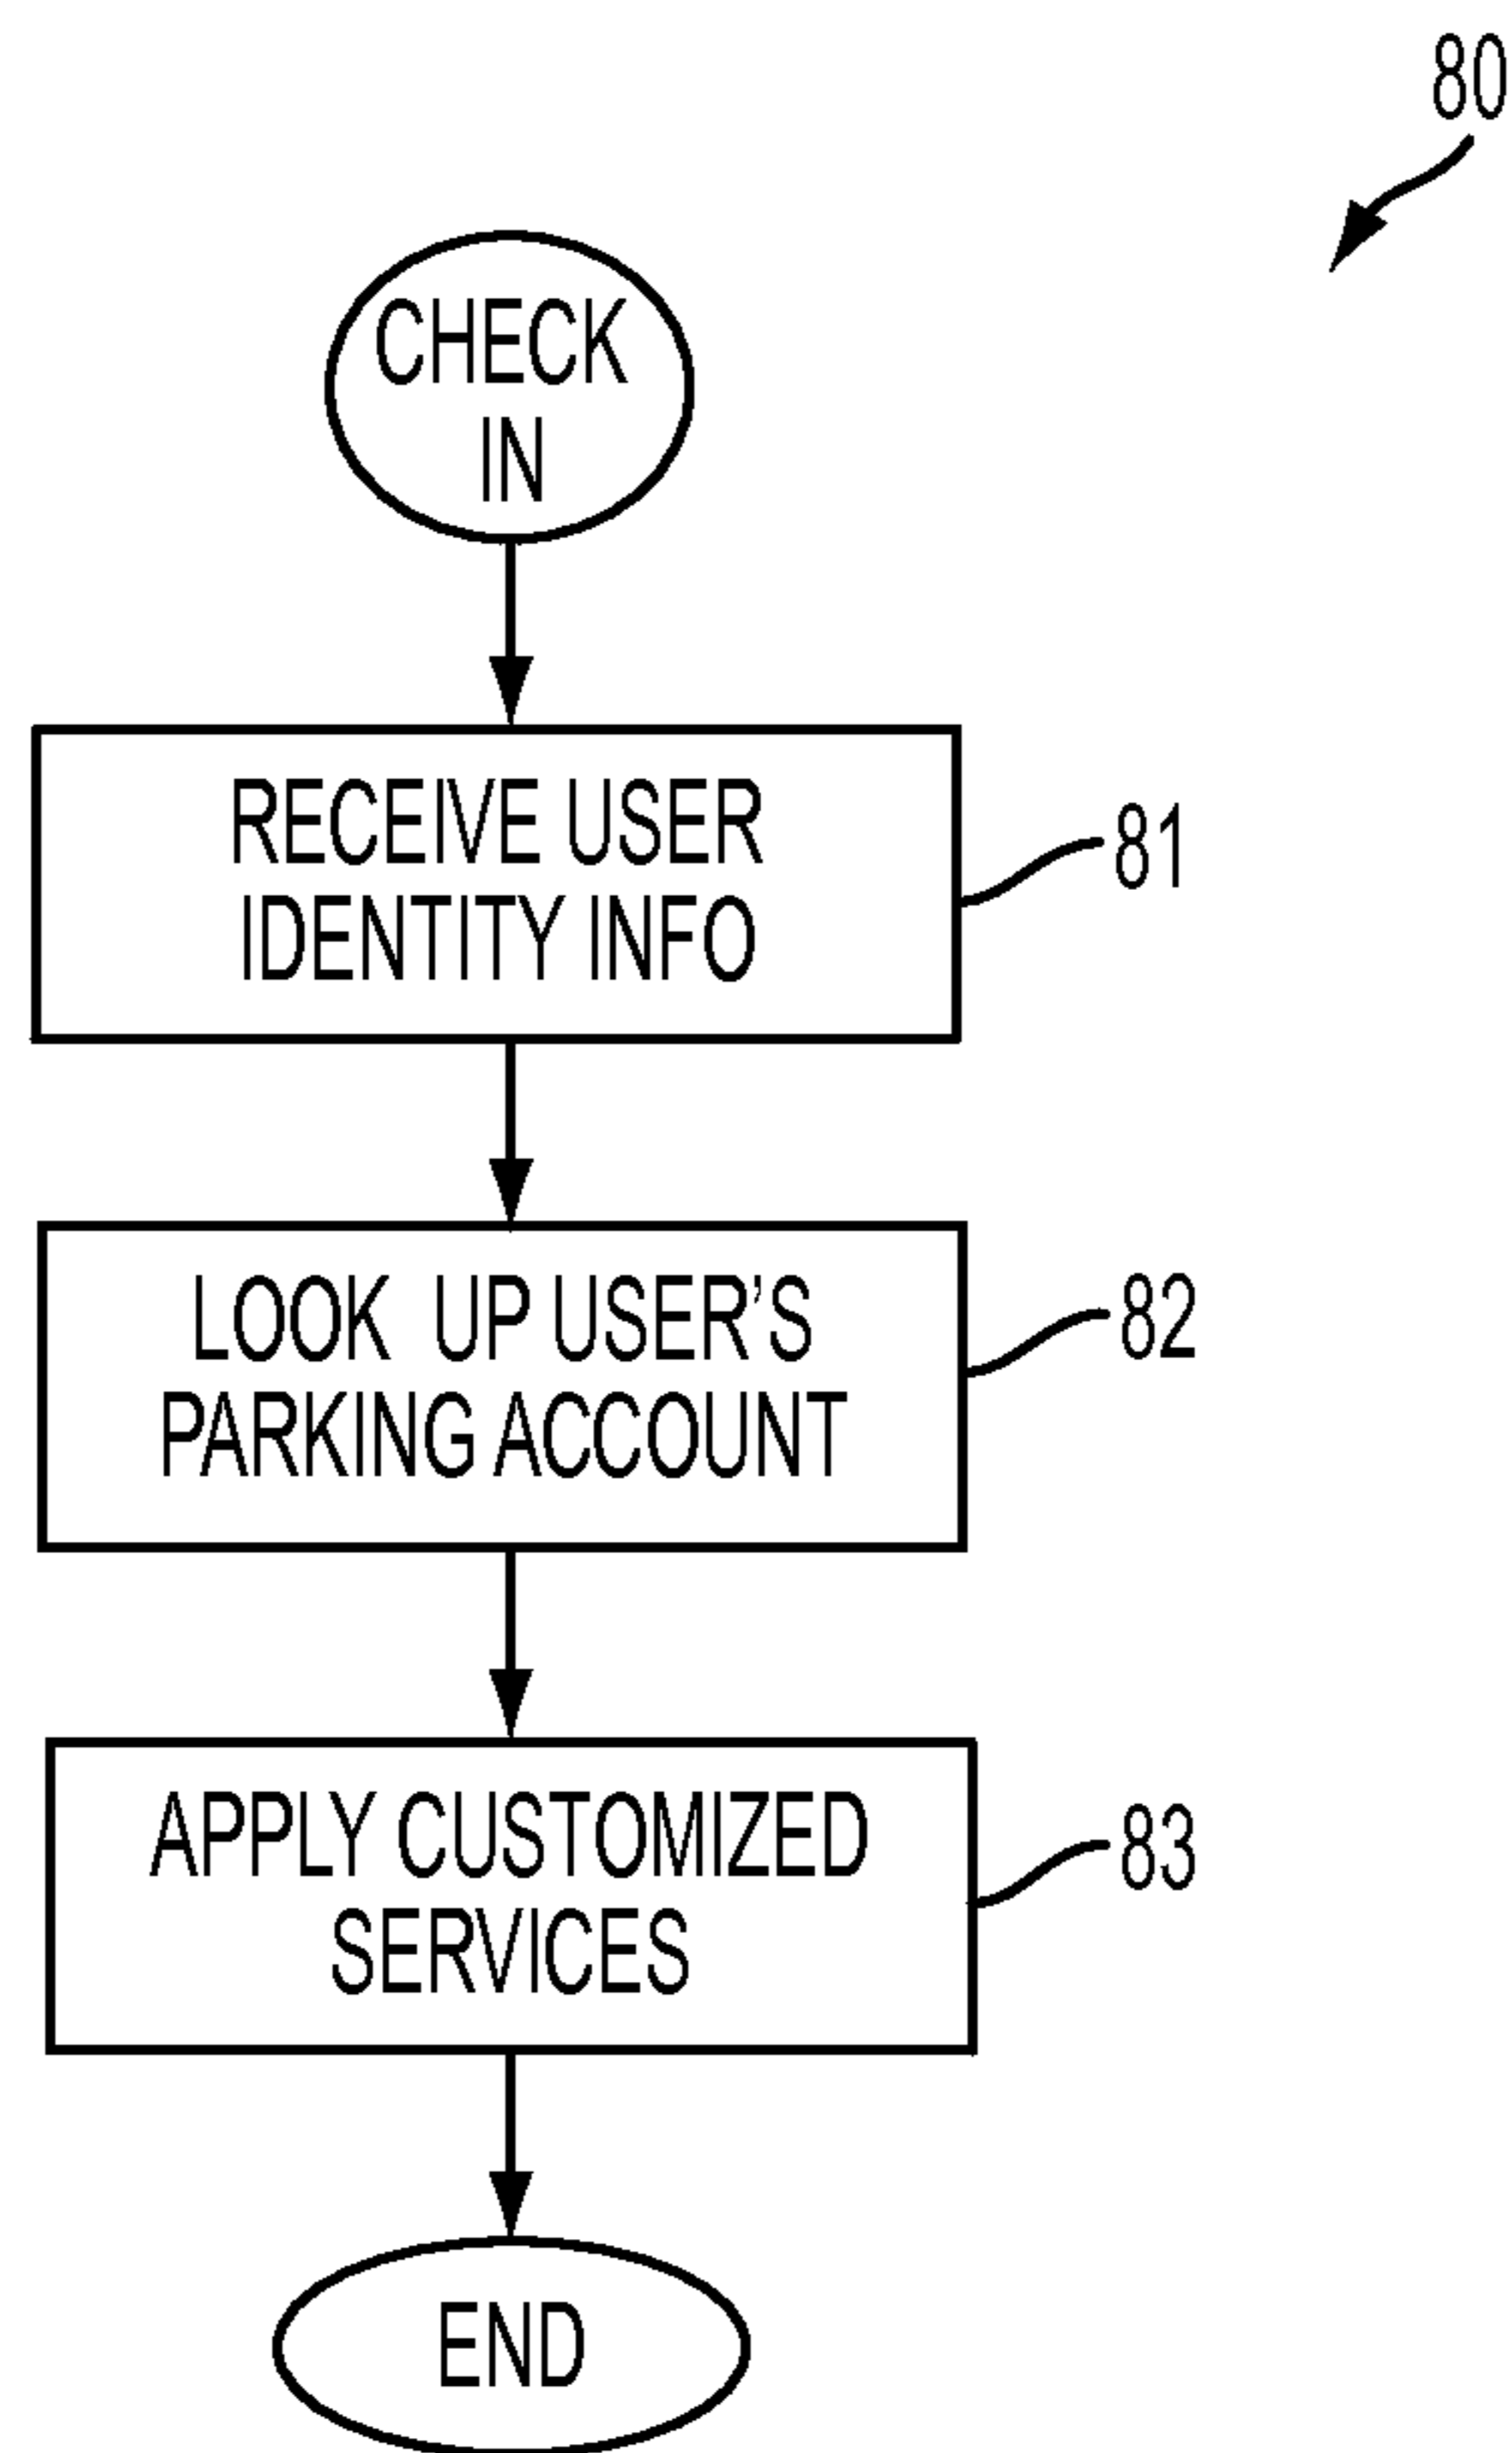 80
CHECK
IN
RECEIVE USER
IDENTITY INFO
81
LOOK UP USER'S
PARKING ACCOUNT
82
APPLY CUSTOMIZED
SERVICES
83
END